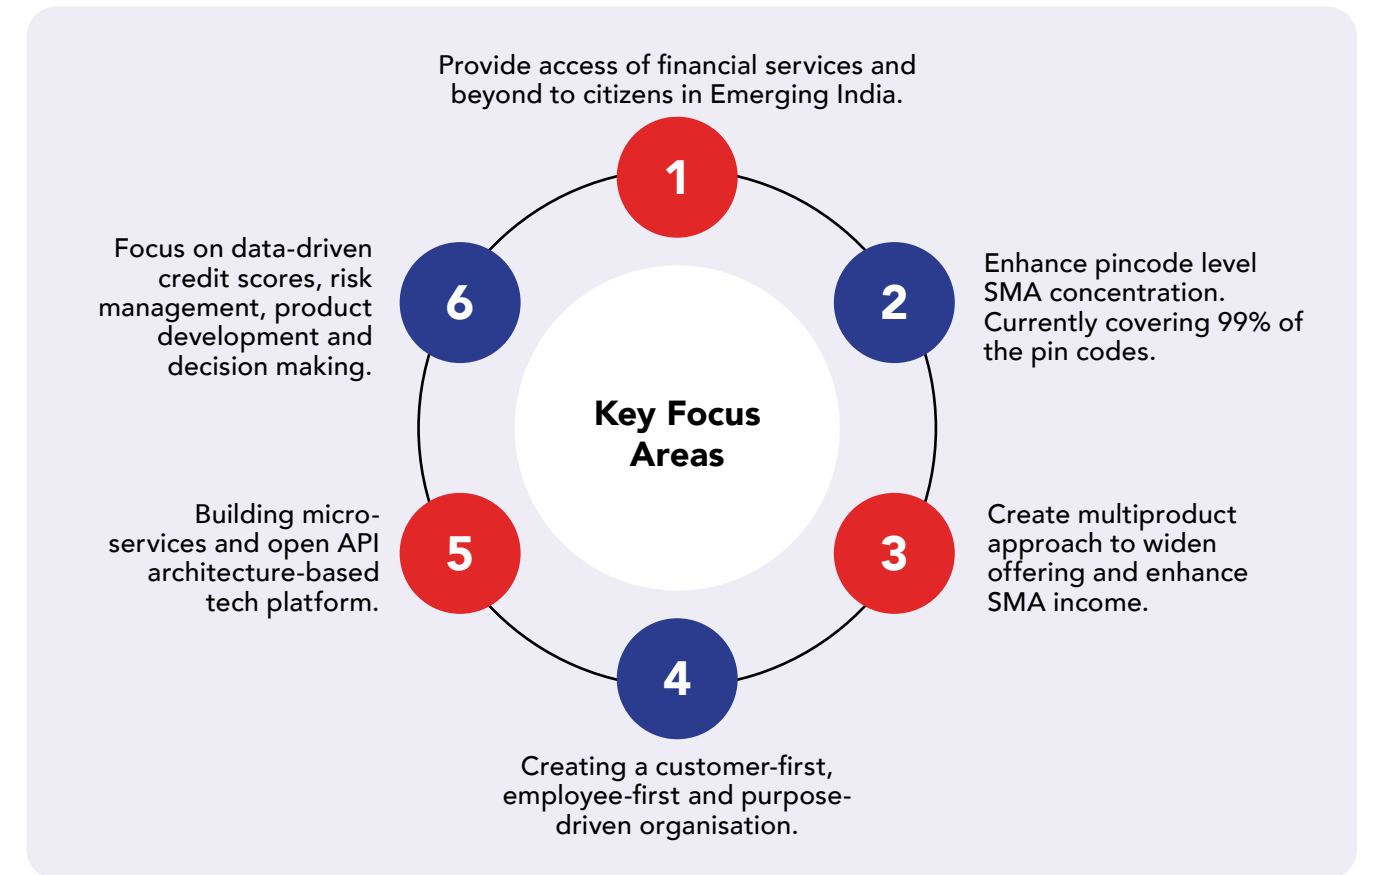 Provide access of financial services and
beyond to citizens in Emerging India.
1
2
Enhance pincode level
SMA concentration.
Currently covering 99% of
the pin codes.
3
Create multiproduct
approach to widen
offering and enhance
SMA income.
4
Creating a customer-first,
employee-first and purpose-
driven organisation.
5
Building micro-
services and open API
architecture-based
tech platform.
6
Focus on data-driven
credit scores, risk
management, product
development and
decision making.
Key Focus
Areas